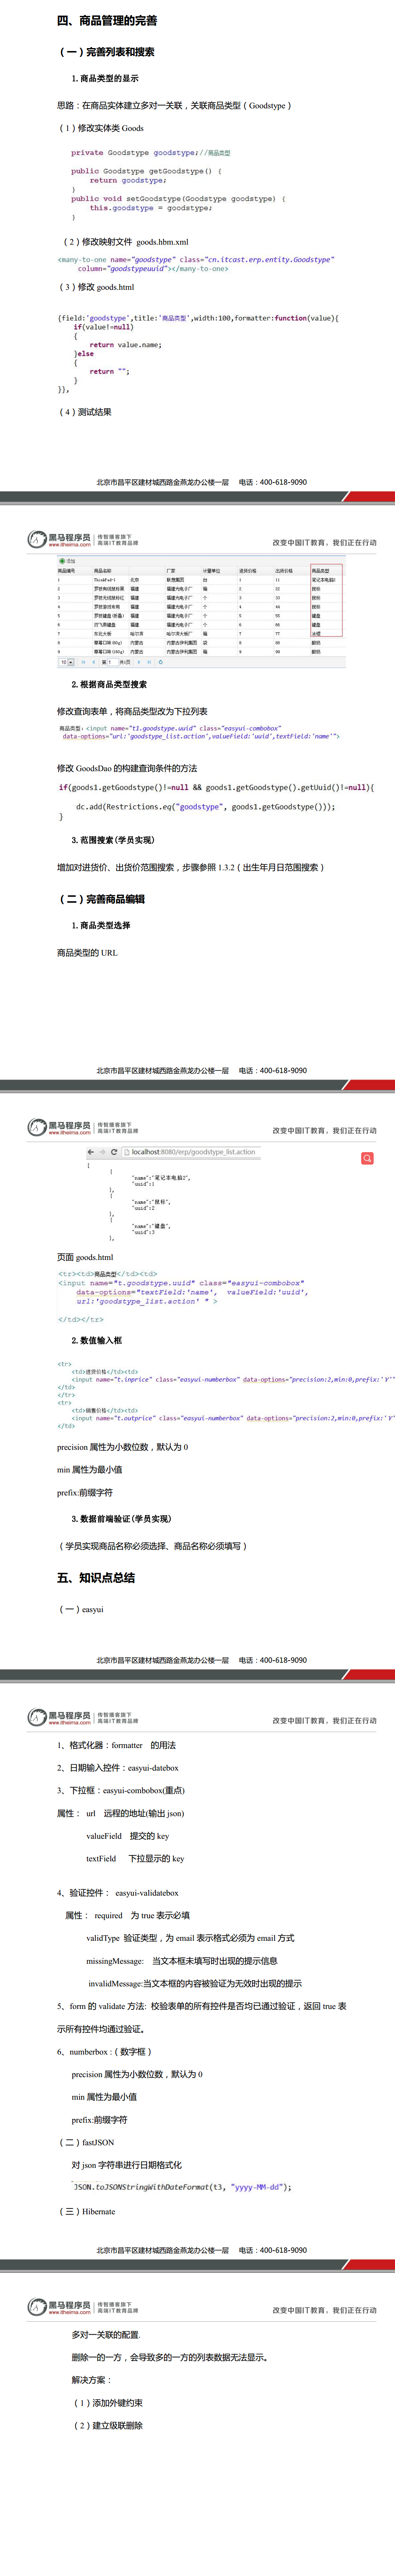 四、商品管理的完善
（一）完善列表和搜索
1.商品类型的显示
思路：在商品实体建立多对一关联，关联商品类型（Goodstype）
（1）修改实体类 Goods
private Goodstype goodstype;//商品类型
public Goodstype getGoodstype() {
return goodstype;
}
public void setGoodstype(Goodstype goodstype) {
this.goodstype = goodstype;
}
（2）修改映射文件 goods.hbm.xml
<many-to-one name="goodstype" class="cn.itcast.erp.entity.Goodstype"
column="goodstypeuuid"></many-to-one>
（3）修改 goods.html
{field:'goodstype',title:'商品类型',width:100,formatter:function(value){
if(value!=null)
{
return value.name;
}else
{
return "";
}
}},
（4）测试结果
北京市昌平区建材城西路金燕龙办公楼一层 电话：400-618-9090
黑马程序员 www.itheima.com 传智播客旗下 高端IT教育品牌 改变中国IT教育，我们正在行动
添加
商品编号 商品名称 厂家 计量单位 进货价格 出货价格 商品类型
2.根据商品类型搜索
修改查询表单，将商品类型改为下拉列表
商品类型：<input name="t1.goodstype.uuid" class="easyui-combobox"
data-options="url:'goodstype_list.action',valueField:'uuid',textField:'name'">
修改 GoodsDao 的构建查询条件的方法
if(goods1.getGoodstype()!=null && goods1.getGoodstype().getUuid()!=null){
dc.add(Restrictions.eq("goodstype", goods1.getGoodstype()));
}
3.范围搜索(学员实现)
增加对进货价、出货价范围搜索，步骤参照 1.3.2（出生年月日范围搜索）
（二）完善商品编辑
1.商品类型选择
商品类型的 URL
北京市昌平区建材城西路金燕龙办公楼一层 电话：400-618-9090
黑马程序员 www.itheima.com 传智播客旗下 高端IT教育品牌 改变中国IT教育，我们正在行动
localhost:8080/erp/goodstype_list.action
[
{
"name":"笔记本电脑2",
"uuid":1
},
{
"name":"鼠标",
"uuid":2
},
{
"name":"键盘",
"uuid":3
},
页面 goods.html
<tr><td>商品类型</td><td>
<input name="t.goodstype.uuid" class="easyui-combobox"
data-options="textField:'name', valueField:'uuid',
url:'goodstype_list.action' " >
</td></tr>
2.数值输入框
<tr>
<td>进货价格</td><td>
<input name="t.inprice" class="easyui-numberbox" data-options="precision:2,min:0,prefix:'￥'"
</td>
</tr>
<tr>
<td>销售价格</td><td>
<input name="t.outprice" class="easyui-numberbox" data-options="precision:2,min:0,prefix:'￥"
</td>
precision 属性为小数位数，默认为 0
min 属性为最小值
prefix:前缀字符
3.数据前端验证(学员实现)
（学员实现商品名称必须选择、商品名称必须填写）
五、知识点总结
（一）easyui
北京市昌平区建材城西路金燕龙办公楼一层 电话：400-618-9090
黑马程序员 www.itheima.com 传智播客旗下 高端IT教育品牌 改变中国IT教育，我们正在行动
1、格式化器：formatter 的用法
2、日期输入控件：easyui-datebox
3、下拉框：easyui-combobox(重点)
属性： url 远程的地址(输出 json)
valueField 提交的 key
textField 下拉显示的 key
4、验证控件： easyui-validatebox
属性： required 为 true 表示必填
validType 验证类型，为 email 表示格式必须为 email 方式
missingMessage: 当文本框未填写时出现的提示信息
invalidMessage:当文本框的内容被验证为无效时出现的提示
5、form 的 validate 方法: 校验表单的所有控件是否均已通过验证，返回 true 表
示所有控件均通过验证。
6、numberbox :（数字框）
precision 属性为小数位数，默认为 0
min 属性为最小值
prefix:前缀字符
（二）fastJSON
对 json 字符串进行日期格式化
JSON.toJSONStringWithDateFormat(t3, "yyyy-MM-dd");
（三）Hibernate
北京市昌平区建材城西路金燕龙办公楼一层 电话：400-618-9090
黑马程序员 www.itheima.com 传智播客旗下 高端IT教育品牌 改变中国IT教育，我们正在行动
多对一关联的配置.
删除一的一方，会导致多的一方的列表数据无法显示。
解决方案：
（1）添加外键约束
（2）建立级联删除